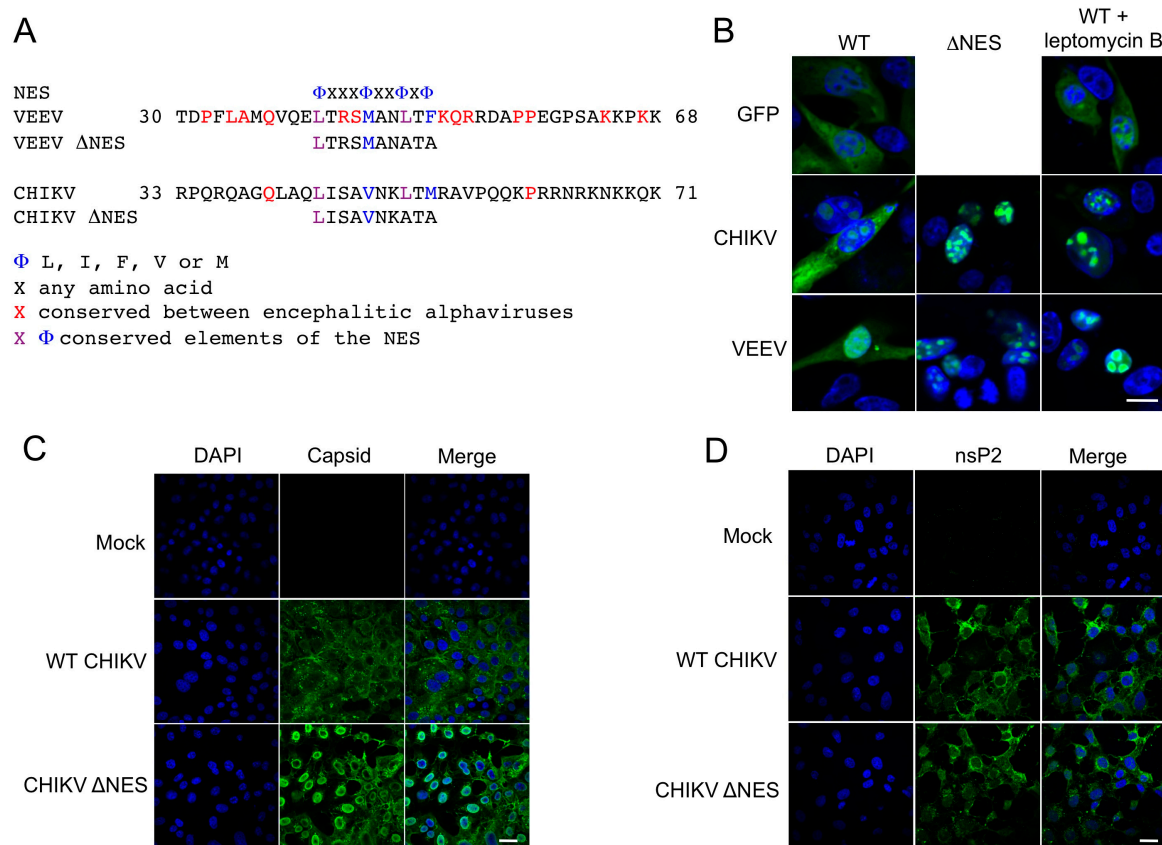 A
NES ΦXXXΦXXΦXΦ
VEEV 30 TDPFLAMQVQELTRSMANLTFKQRRDAPPEGPSAKKPKK 68
VEEV ΔNES LTRSMANATA
CHIKV 33 RPQRQAGQLAQLISAVNKLTMRAVPQQKPRRNRKNKKQK 71
CHIKV ΔNES LISAVNKATA
Φ L, I, F, V or M
X any amino acid
X conserved between encephalitic alphaviruses
X Φ conserved elements of the NES
B
WT ΔNES WT +
leptomycin B
GFP
CHIKV
VEEV
C
DAPI Capsid Merge
Mock
WT CHIKV
CHIKV ΔNES
D
DAPI nsP2 Merge
Mock
WT CHIKV
CHIKV ΔNES